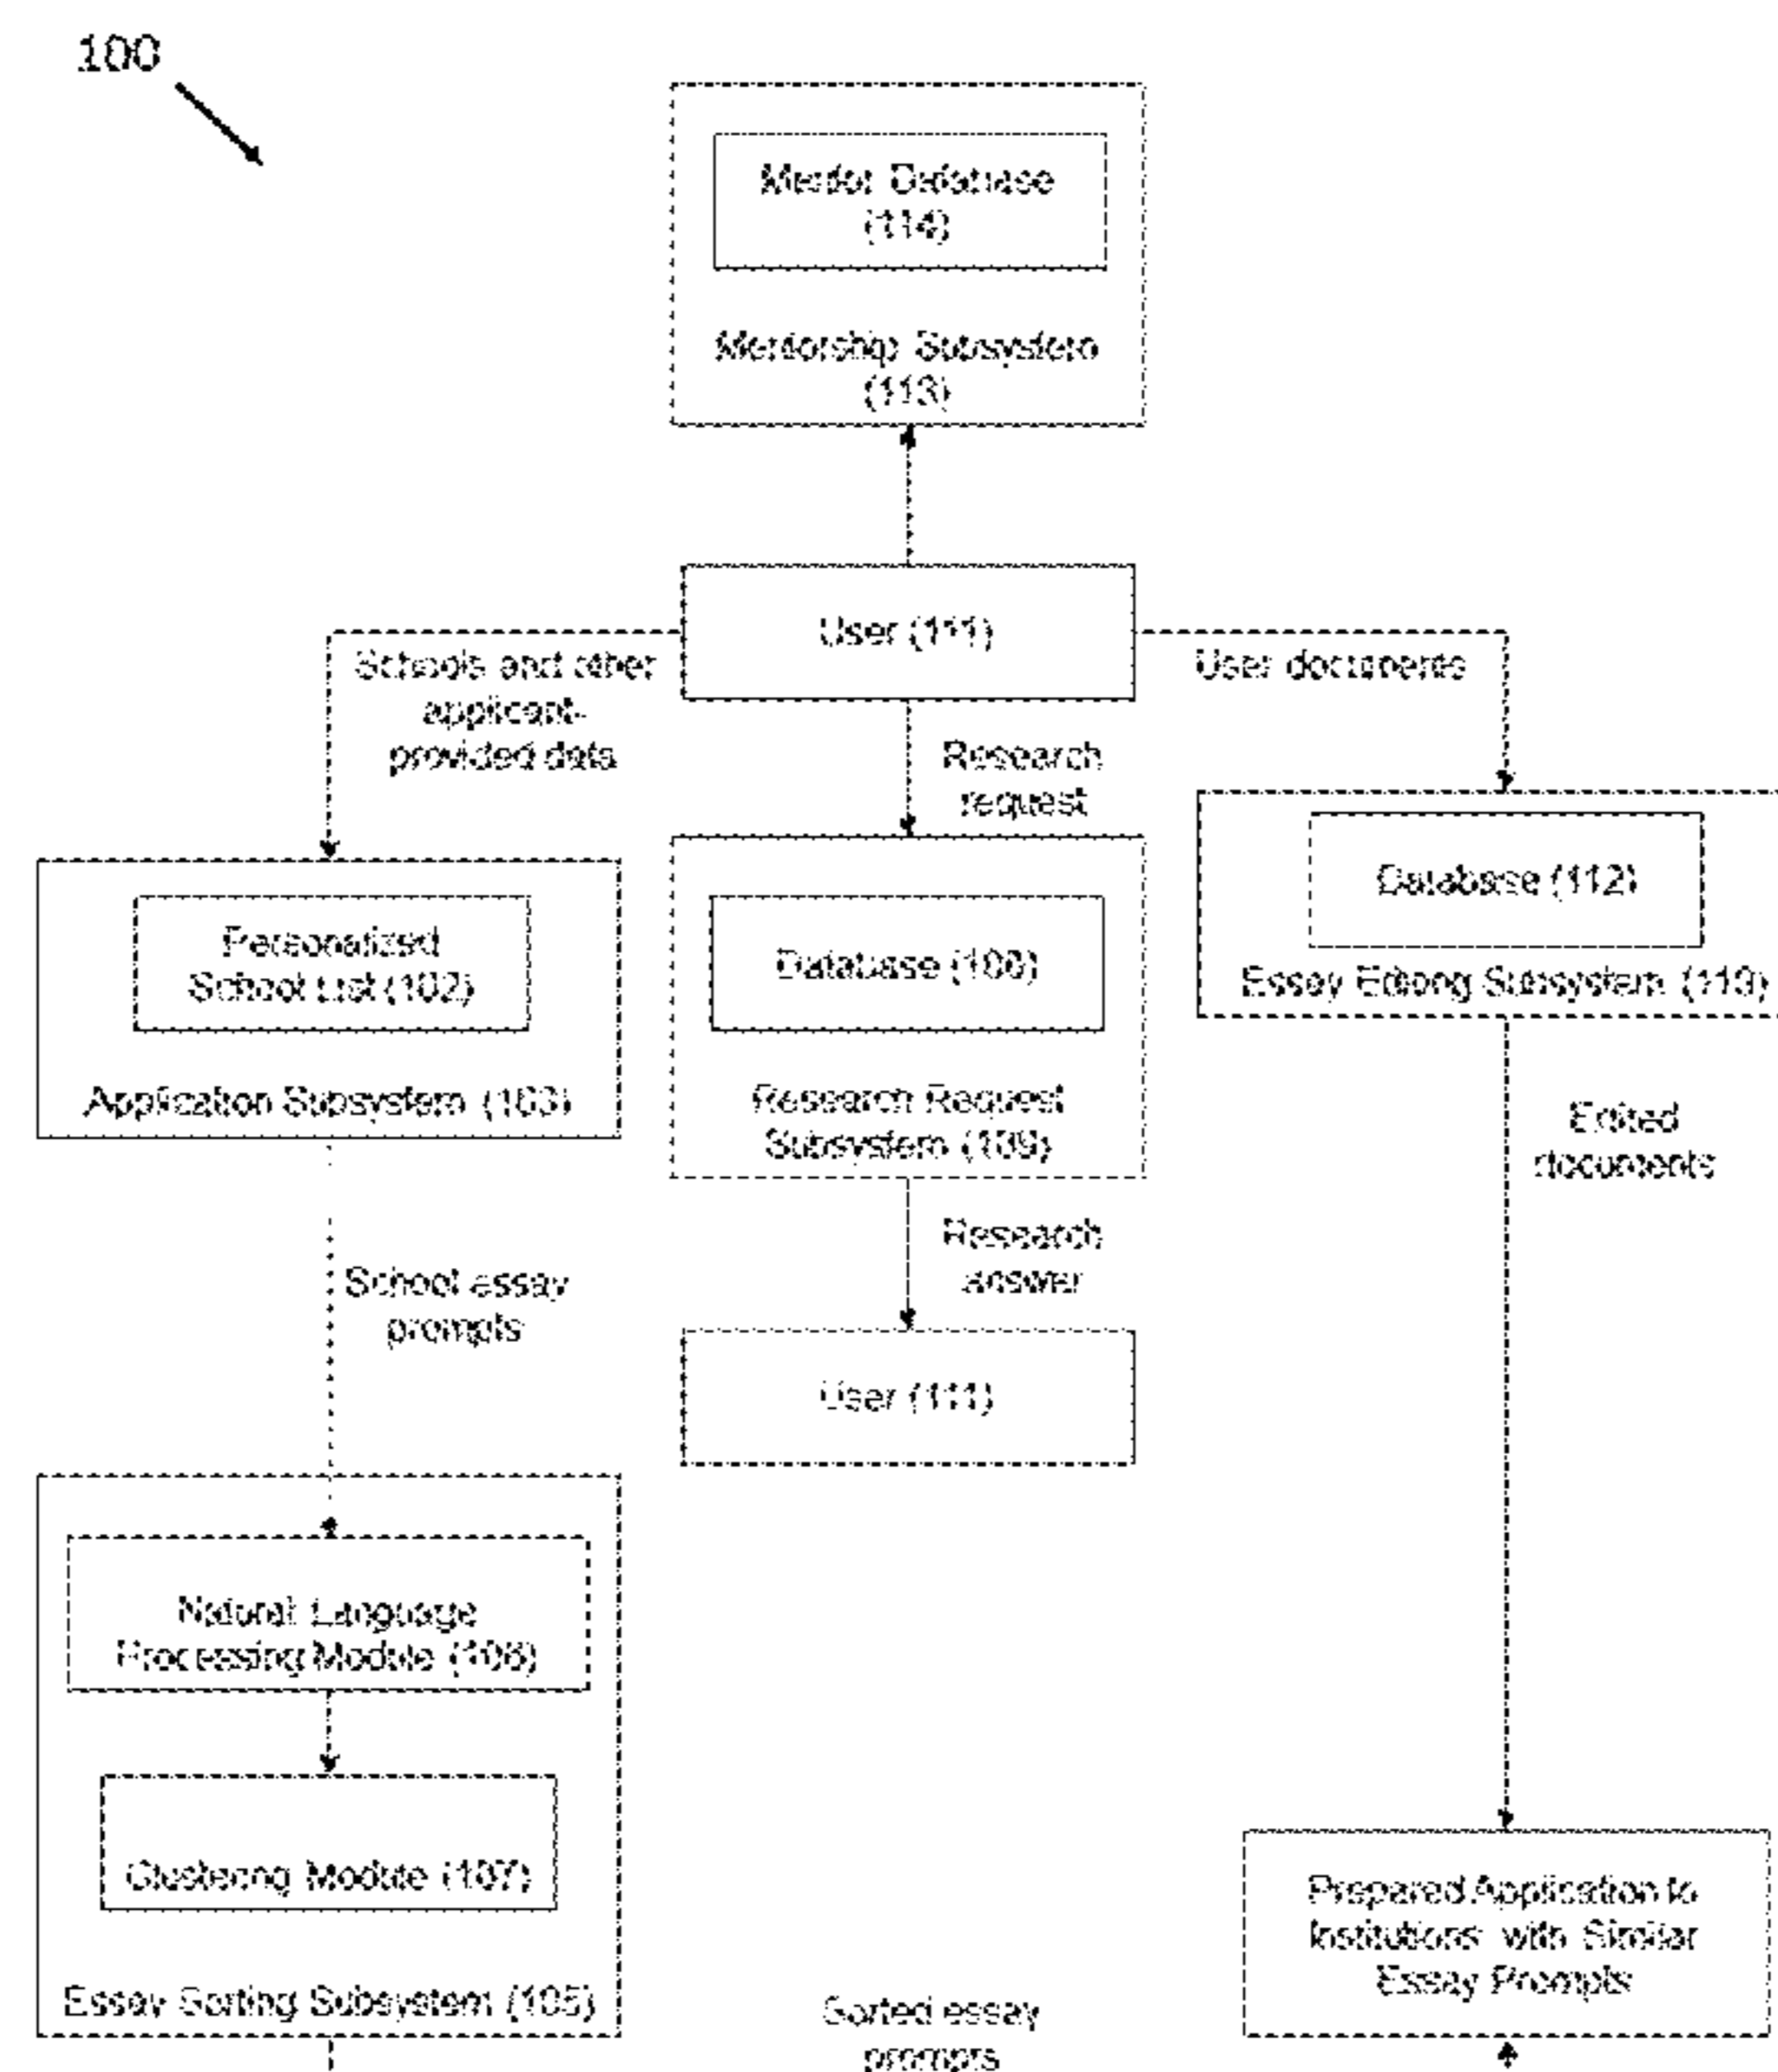 100
Mentor Database
(114)
Mentorship Subsystem
(113)
User (111)
Schools and other
applicant-
provided data
User documents
Research
request
Personalized
School List (102)
Application Subsystem (103)
Database (100)
Research Request
Subsystem (109)
Database (112)
Essay Editing Subsystem (113)
Edited
documents
School essay
prompts
Research
answer
User (111)
Natural Language
Processing Module (106)
Clustering Module (107)
Essay Sorting Subsystem (105)
Prepared Application to
Institutions with Similar
Essay Prompts
Sorted essay
prompts